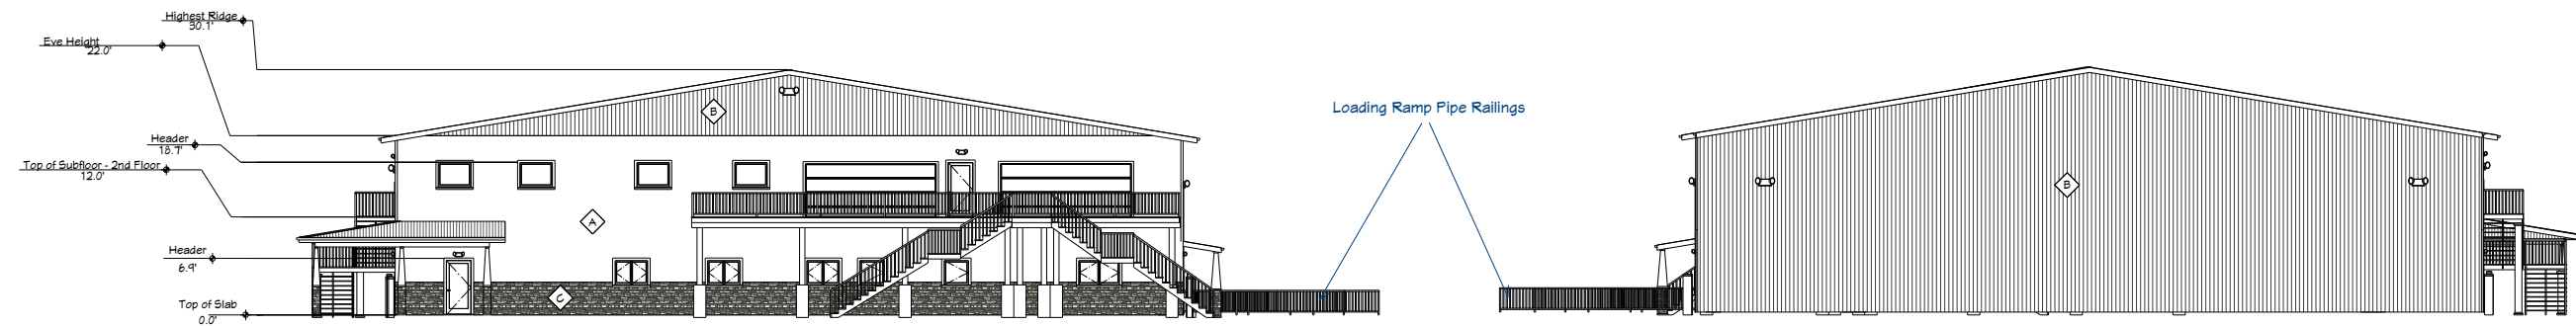 Highest Ridge
30.1'
Eve Height
22.0'
Header
18.7'
Top of Subfloor - 2nd Floor
12.0'
Header
6.9'
Top of Slab
0.0'
B
A
C
Loading Ramp Pipe Railings
B